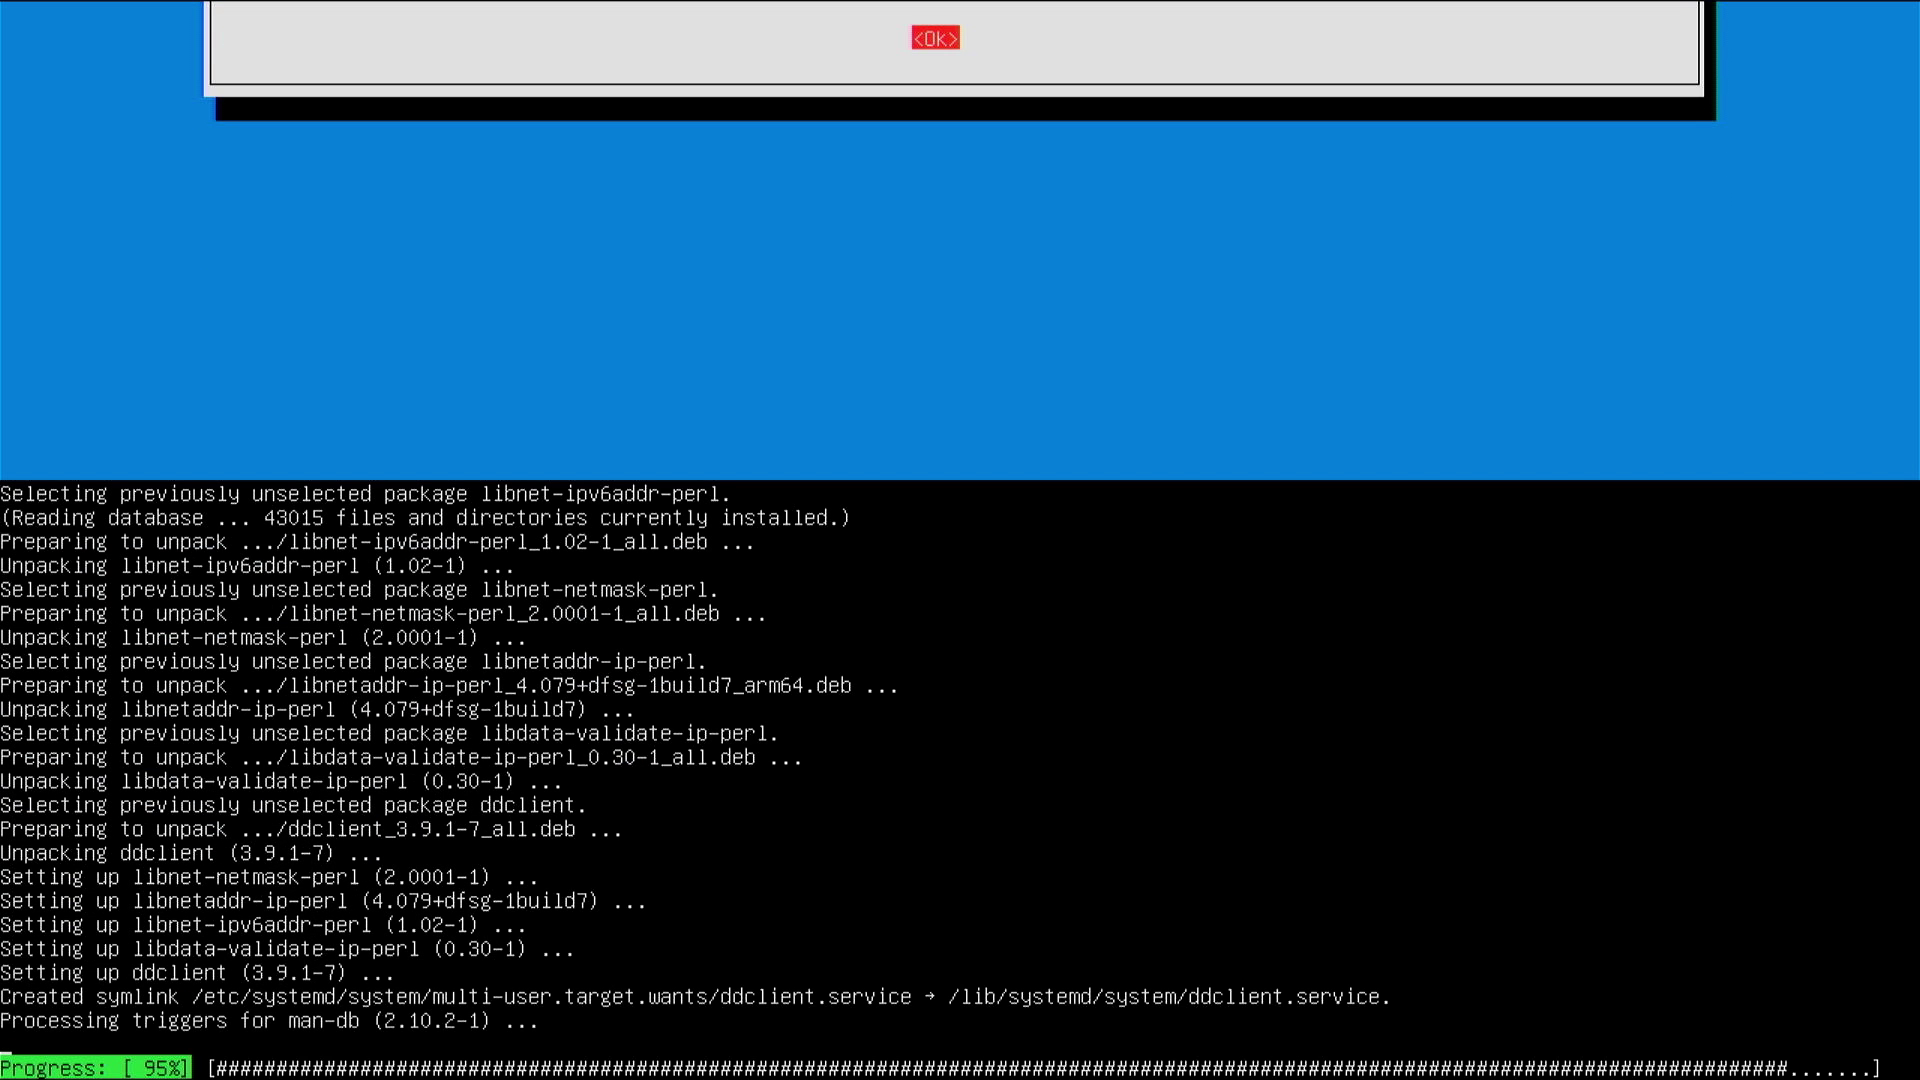 <Ok>
Selecting previously unselected package libnet-ipv6addr-perl.
(Reading database ... 43015 files and directories currently installed.)
Preparing to unpack .../libnet-ipv6addr-perl_1.02-1_all.deb ...
Unpacking libnet-ipv6addr-perl (1.02-1) ...
Selecting previously unselected package libnet-netmask-perl.
Preparing to unpack .../libnet-netmask-perl_2.0001-1_all.deb ...
Unpacking libnet-netmask-perl (2.0001-1) ...
Selecting previously unselected package libnetaddr-ip-perl.
Preparing to unpack .../libnetaddr-ip-perl_4.079+dfsg-1build7_arm64.deb ...
Unpacking libnetaddr-ip-perl (4.079+dfsg-1build7) ...
Selecting previously unselected package libdata-validate-ip-perl.
Preparing to unpack .../libdata-validate-ip-perl_0.30-1_all.deb ...
Unpacking libdata-validate-ip-perl (0.30-1) ...
Selecting previously unselected package ddclient.
Preparing to unpack .../ddclient_3.9.1-7_all.deb ...
Unpacking ddclient (3.9.1-7) ...
Setting up libnet-netmask-perl (2.0001-1) ...
Setting up libnetaddr-ip-perl (4.079+dfsg-1build7) ...
Setting up libnet-ipv6addr-perl (1.02-1) ...
Setting up libdata-validate-ip-perl (0.30-1) ...
Setting up ddclient (3.9.1-7) ...
Created symlink /etc/systemd/system/multi-user.target.wants/ddclient.service → /lib/systemd/system/ddclient.service.
Processing triggers for man-db (2.10.2-1) ...
Progress: [ 95%] [###################################################################################################################################.......]